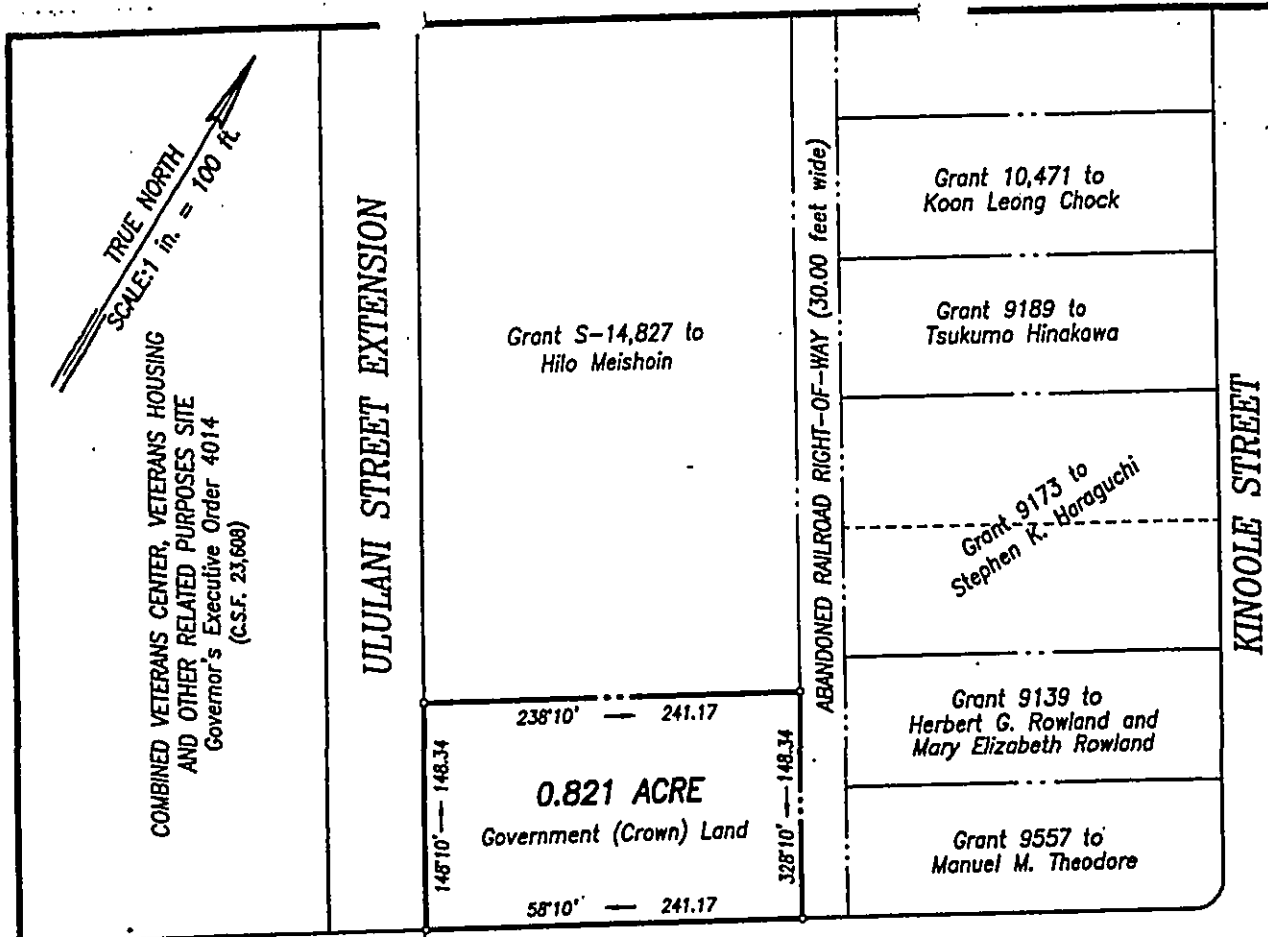 TRUE NORTH
SCALE:1 in. = 100 ft.
COMBINED VETERANS CENTER, VETERANS HOUSING
AND OTHER RELATED PURPOSES SITE
Governor's Executive Order 4014
(C.S.F. 23,608)
ULULANI STREET EXTENSION
Grant S-14,827 to
Hilo Meishoin
238°10' — 241.17
148°10' — 148.34
0.821 ACRE
Government (Crown) Land
328°10' — 148.34
58°10' — 241.17
ABANDONED RAILROAD RIGHT-OF-WAY (30.00 feet wide)
Grant 10,471 to
Koon Leong Chock
Grant 9189 to
Tsukumo Hinakawa
Grant 9173 to
Stephen K. Haraguchi
Grant 9139 to
Herbert G. Rowland and
Mary Elizabeth Rowland
Grant 9557 to
Manuel M. Theodore
KINOOLE STREET